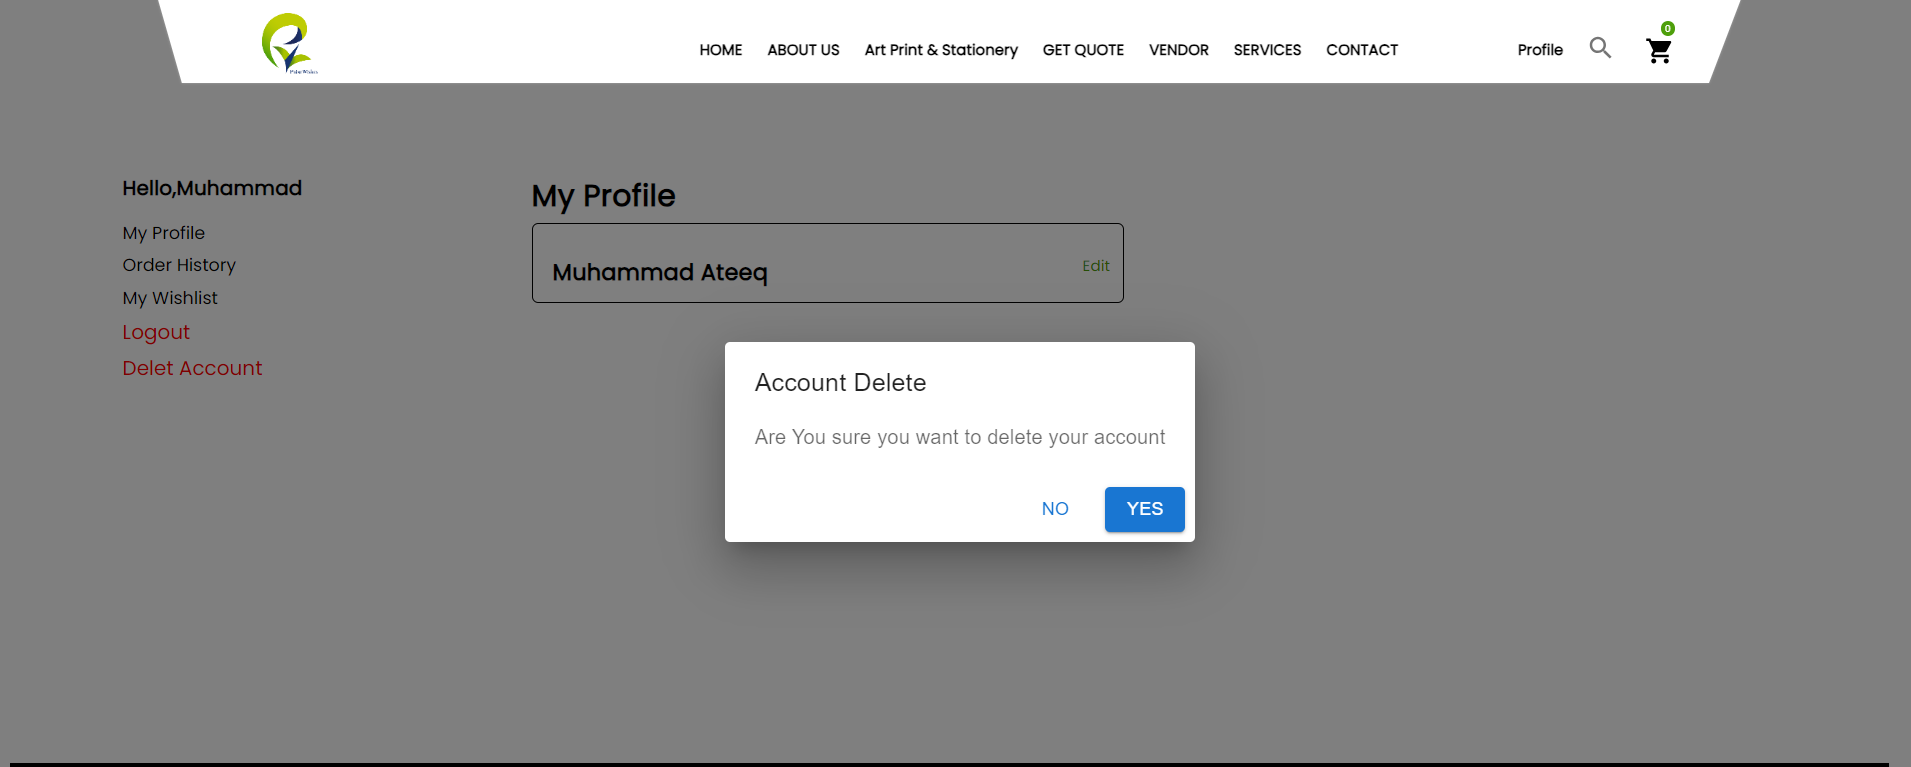 HOME ABOUT US Art Print & Stationery GET QUOTE VENDOR SERVICES CONTACT Profile 0
Hello,Muhammad
My Profile
Order History
My Wishlist
Logout
Delet Account
My Profile
Muhammad Ateeq Edit
Account Delete
Are You sure you want to delete your account
NO YES